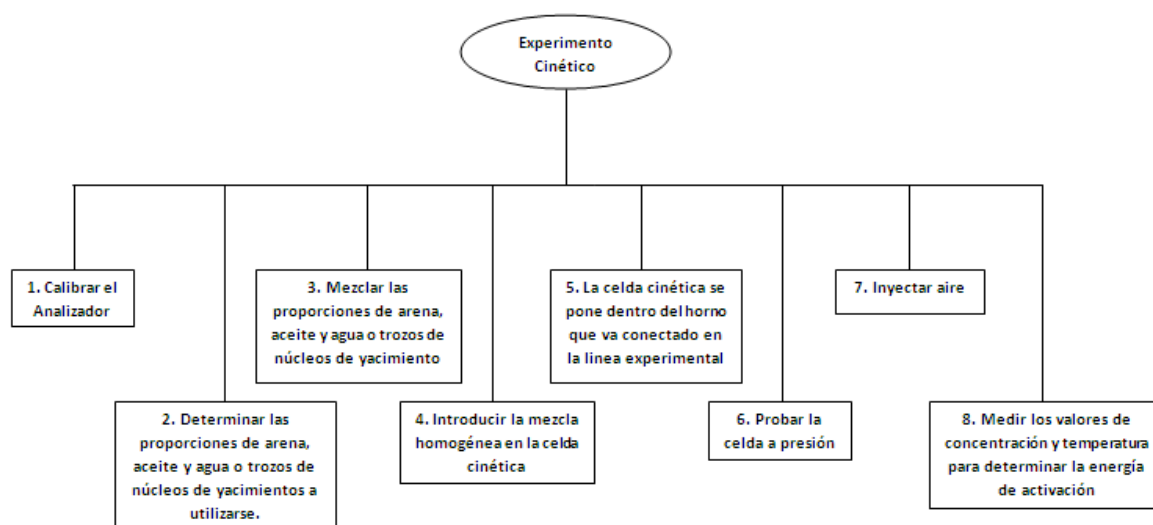 Experimento
Cinético
1. Calibrar el
Analizador
2. Determinar las
proporciones de arena,
aceite y agua o trozos de
núcleos de yacimientos a
utilizarse.
3. Mezclar las
proporciones de arena,
aceite y agua o trozos de
núcleos de yacimiento
4. Introducir la mezcla
homogénea en la celda
cinética
5. La celda cinética se
pone dentro del horno
que va conectado en
la linea experimental
6. Probar la
celda a presión
7. Inyectar aire
8. Medir los valores de
concentración y temperatura
para determinar la energía
de activación